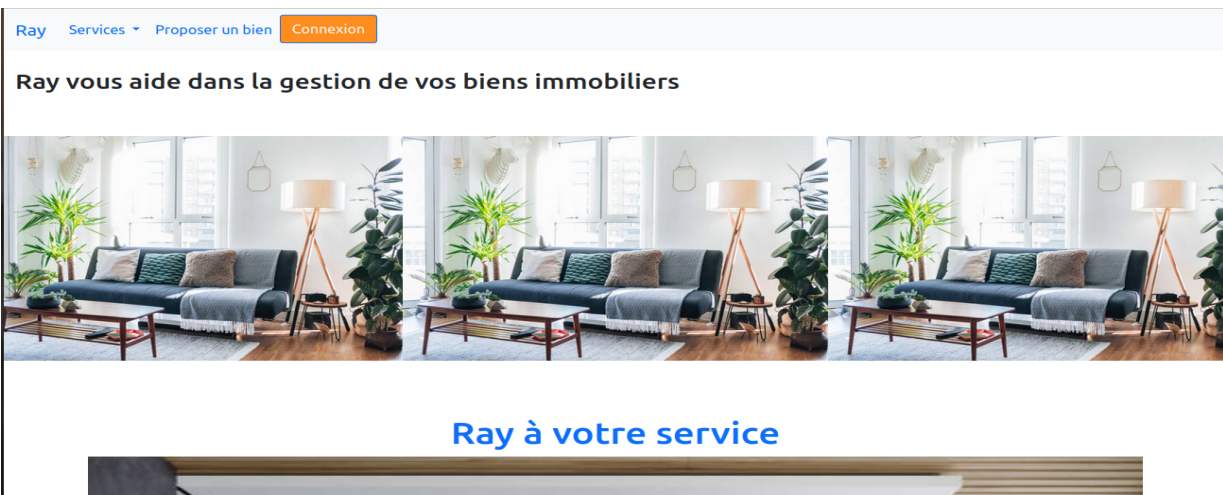 Ray Services Proposer un bien Connexion
Ray vous aide dans la gestion de vos biens immobiliers
Ray à votre service